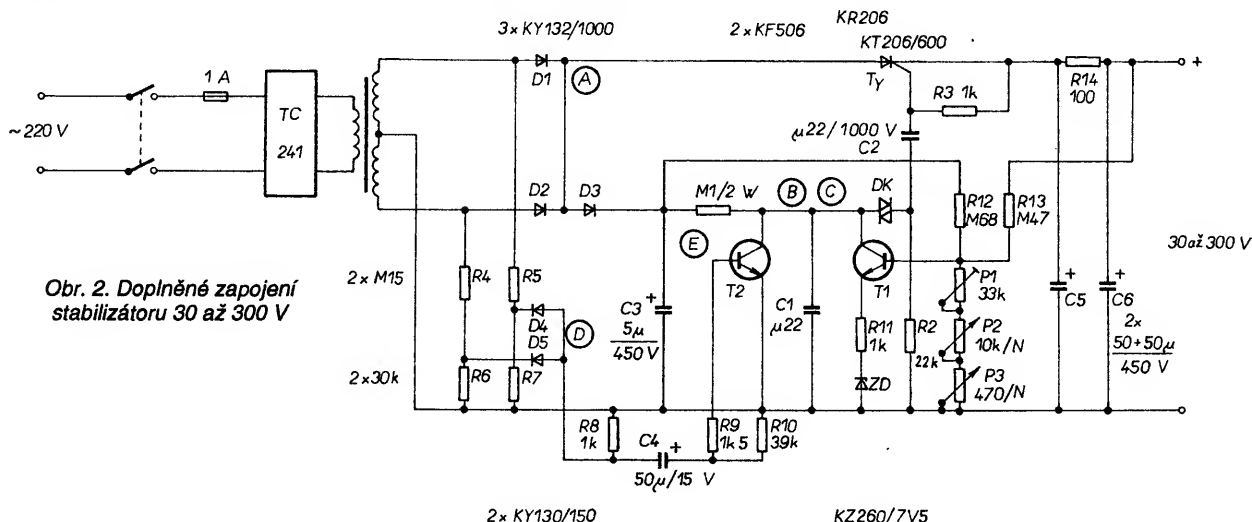 3 x KY132/1000
2 x KF506
KR206
KT206/600
1 A
D1
A
Ty
R3 1k
R14
100
+
~220 V
TC
241
μ22/1000 V
C2
D2
D3
M1/2 W
B
C
DK
R12
M68
R13
M47
E
30 až 300 V
2 x M15
R4
R5
T2
T1
P1
33k
Obr. 2. Doplněné zapojení
stabilizátoru 30 až 300 V
D4
D5
D
C3
+
5μ
450 V
C1
μ22
R11
1k
R2
22k
P2
10k/N
+
C5
+
C6
2x
50+50μ
450 V
2x30k
R6
R7
ZD
P3
470/N
R8
1k
C4
+
50μ/15 V
R9
1k5
R10
39k
2 x KY130/150
KZ260/7V5